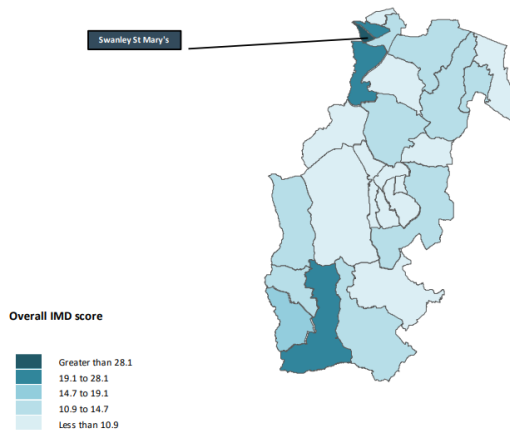 Swanley St Mary's
Overall IMD score
Greater than 28.1
19.1 to 28.1
14.7 to 19.1
10.9 to 14.7
Less than 10.9